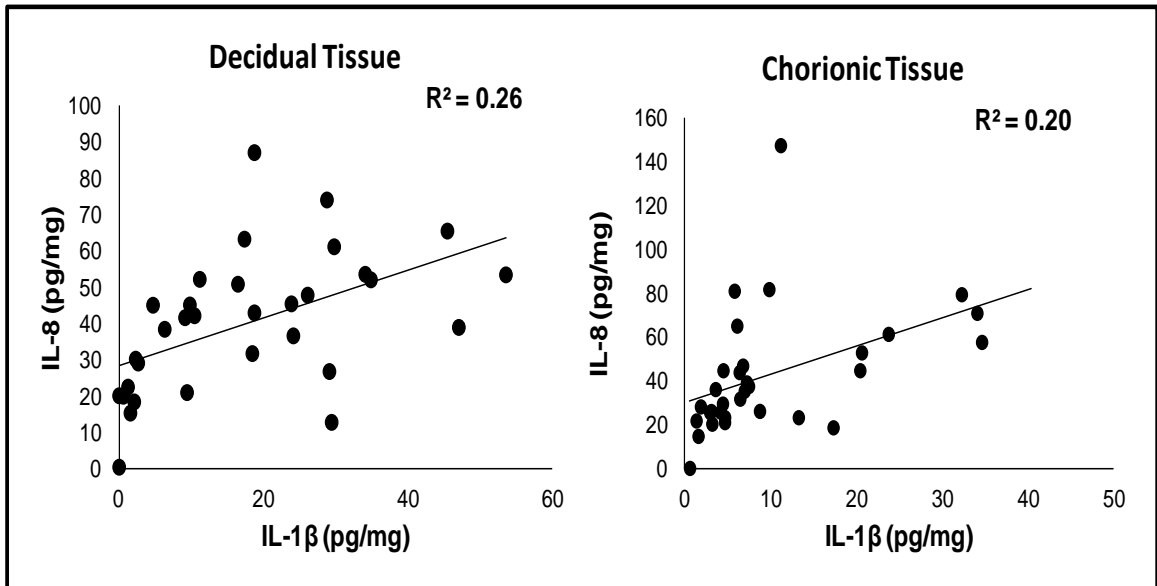 Decidual Tissue
R² = 0.26
100
90
80
70
60
50
40
30
20
10
0
IL-8 (pg/mg)
0 20 40 60
IL-1β (pg/mg)
Chorionic Tissue
R² = 0.20
160
140
120
100
80
60
40
20
0
IL-8 (pg/mg)
0 10 20 30 40 50
IL-1β (pg/mg)